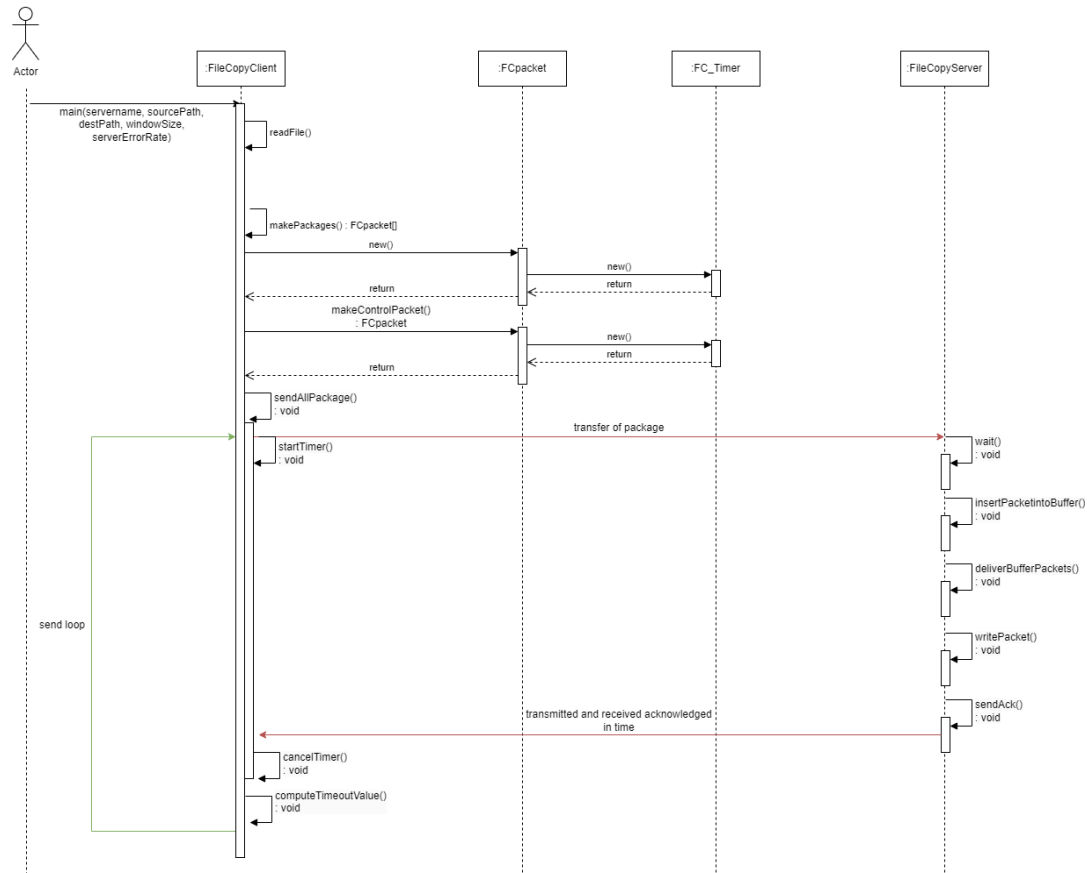 Actor
:FileCopyClient
:FCpacket
:FC_Timer
:FileCopyServer
main(servername, sourcePath,
destPath, windowSize,
serverErrorRate)
readFile()
makePackages() : FCpacket[]
new()
new()
return
return
makeControlPacket()
: FCpacket
new()
return
return
sendAllPackage()
: void
transfer of package
startTimer()
: void
wait()
: void
insertPacketintoBuffer()
: void
deliverBufferPackets()
: void
send loop
writePacket()
: void
sendAck()
: void
transmitted and received acknowledged
in time
cancelTimer()
: void
computeTimeoutValue()
: void